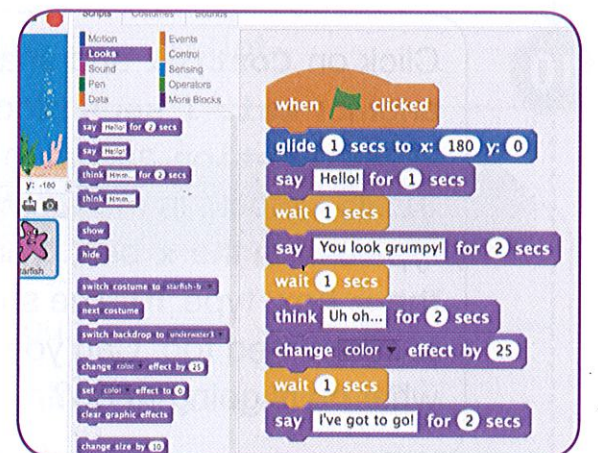 Scripts Costumes Sounds
Motion
Looks
Sound
Pen
Data
Events
Control
Sensing
Operators
More Blocks
say Hello! for 2 secs
say Hello!
think Hmm... for 2 secs
think Hmm...
show
hide
switch costume to starfish-b
next costume
switch backdrop to underwater3
change color effect by 25
set color effect to 0
clear graphic effects
change size by 10
y: -180
starfish
when clicked
glide 1 secs to x: 180 y: 0
say Hello! for 1 secs
wait 1 secs
say You look grumpy! for 2 secs
wait 1 secs
think Uh oh... for 2 secs
change color effect by 25
wait 1 secs
say I've got to go! for 2 secs